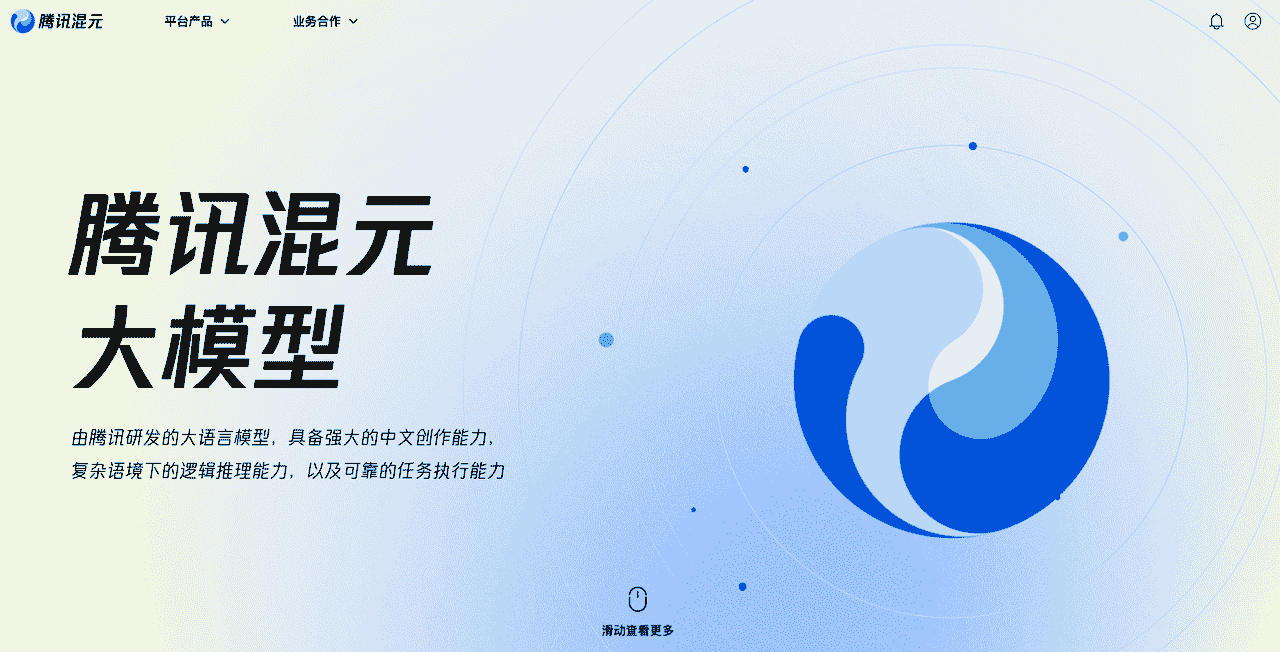 腾讯混元
平台产品
业务合作
腾讯混元
大模型
由腾讯研发的大语言模型，具备强大的中文创作能力，
复杂语境下的逻辑推理能力，以及可靠的任务执行能力
滑动查看更多